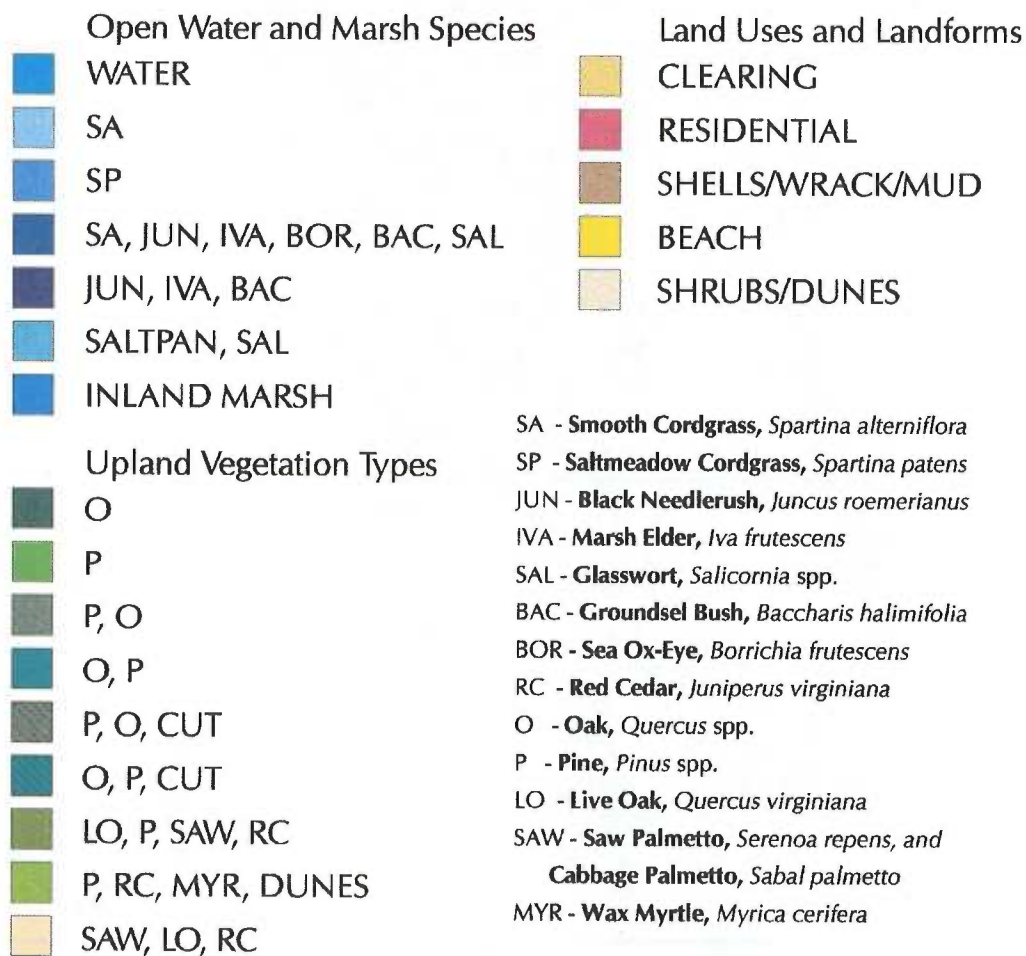 Open Water and Marsh Species
WATER
SA
SP
SA, JUN, IVA, BOR, BAC, SAL
JUN, IVA, BAC
SALTPAN, SAL
INLAND MARSH
Upland Vegetation Types
O
P
P, O
O, P
P, O, CUT
O, P, CUT
LO, P, SAW, RC
P, RC, MYR, DUNES
SAW, LO, RC
Land Uses and Landforms
CLEARING
RESIDENTIAL
SHELLS/WRACK/MUD
BEACH
SHRUBS/DUNES
SA - Smooth Cordgrass, Spartina alterniflora
SP - Saltmeadow Cordgrass, Spartina patens
JUN - Black Needlerush, Juncus roemerianus
IVA - Marsh Elder, Iva frutescens
SAL - Glasswort, Salicornia spp.
BAC - Groundsel Bush, Baccharis halimifolia
BOR - Sea Ox-Eye, Borrichia frutescens
RC - Red Cedar, Juniperus virginiana
O - Oak, Quercus spp.
P - Pine, Pinus spp.
LO - Live Oak, Quercus virginiana
SAW - Saw Palmetto, Serenoa repens, and
Cabbage Palmetto, Sabal palmetto
MYR - Wax Myrtle, Myrica cerifera